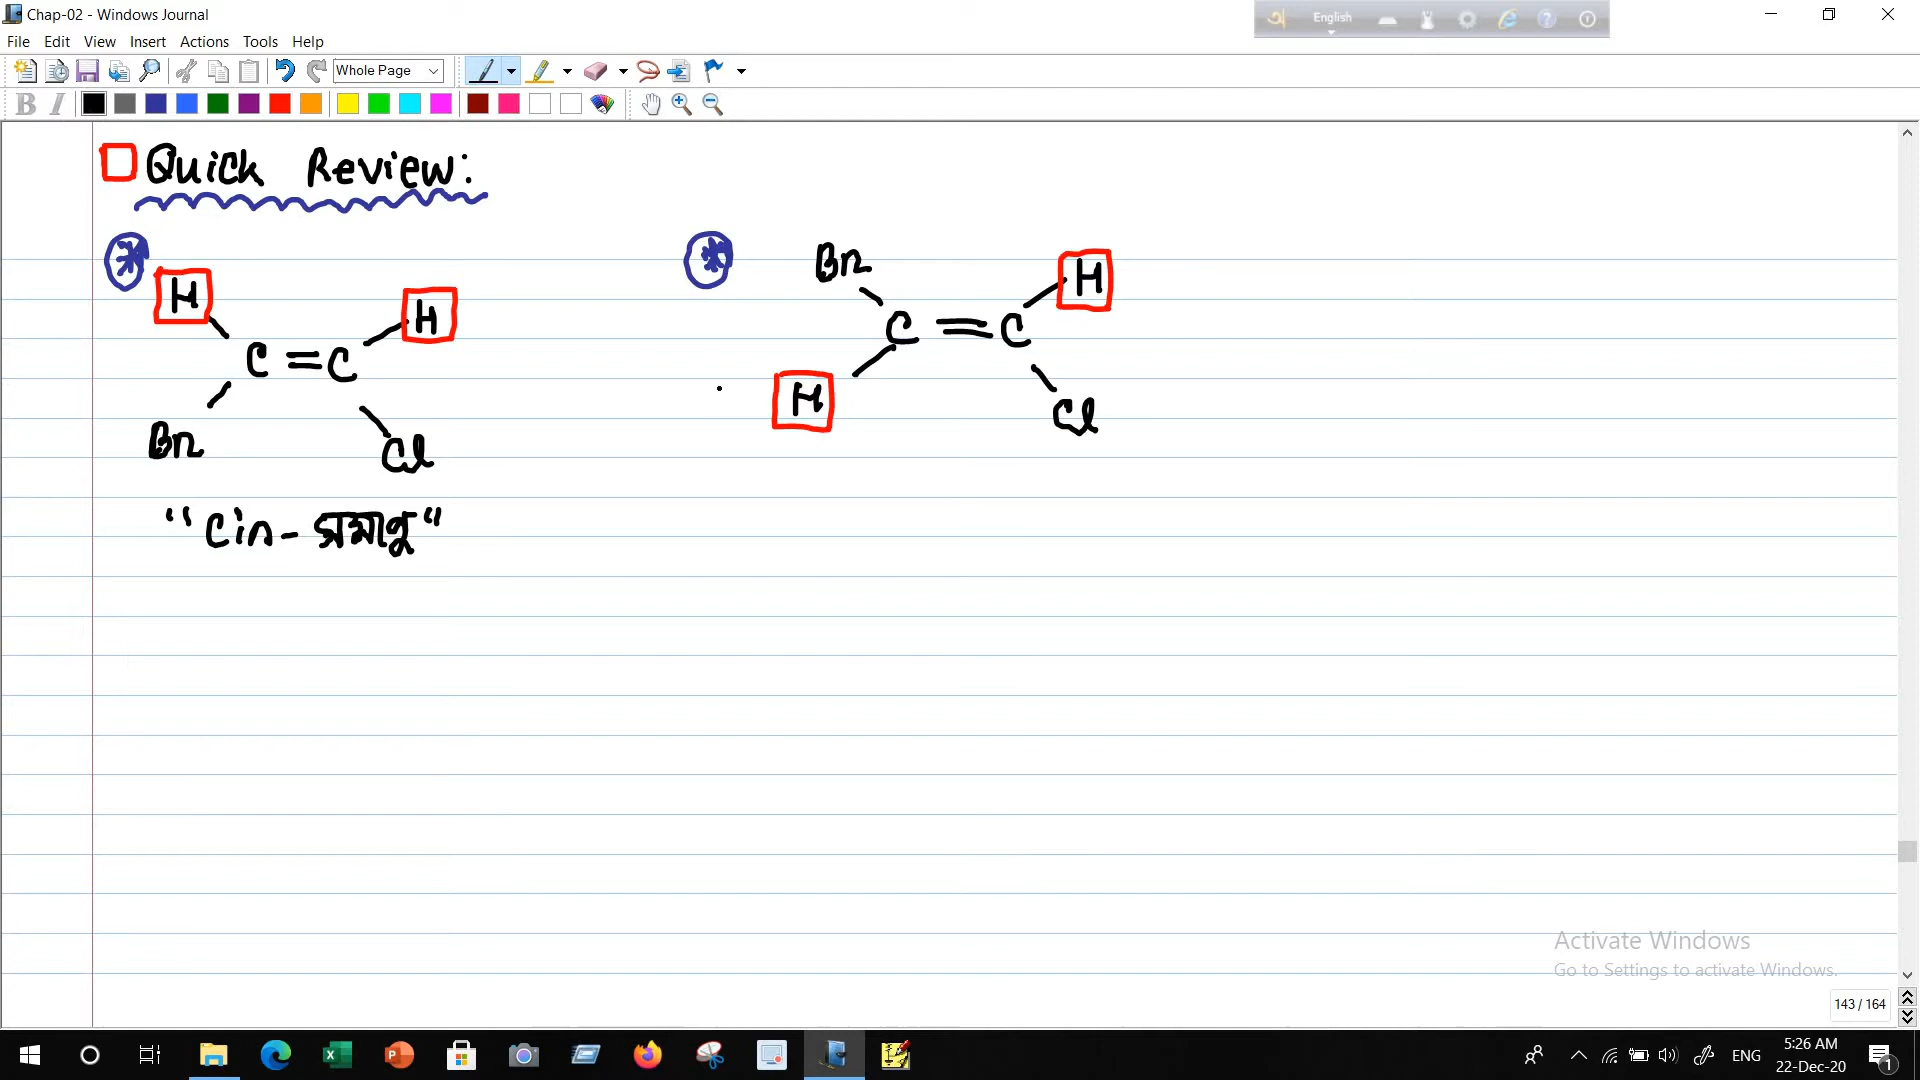 Chap-02 - Windows Journal
English
File Edit View Insert Actions Tools Help
Whole Page
B I
Quick Review:
H H
C = C
Br Cl
"Cis-সমাণু"
Br H
C = C
H Cl
Activate Windows
Go to Settings to activate Windows.
143 / 164
ENG
5:26 AM
22-Dec-20
1